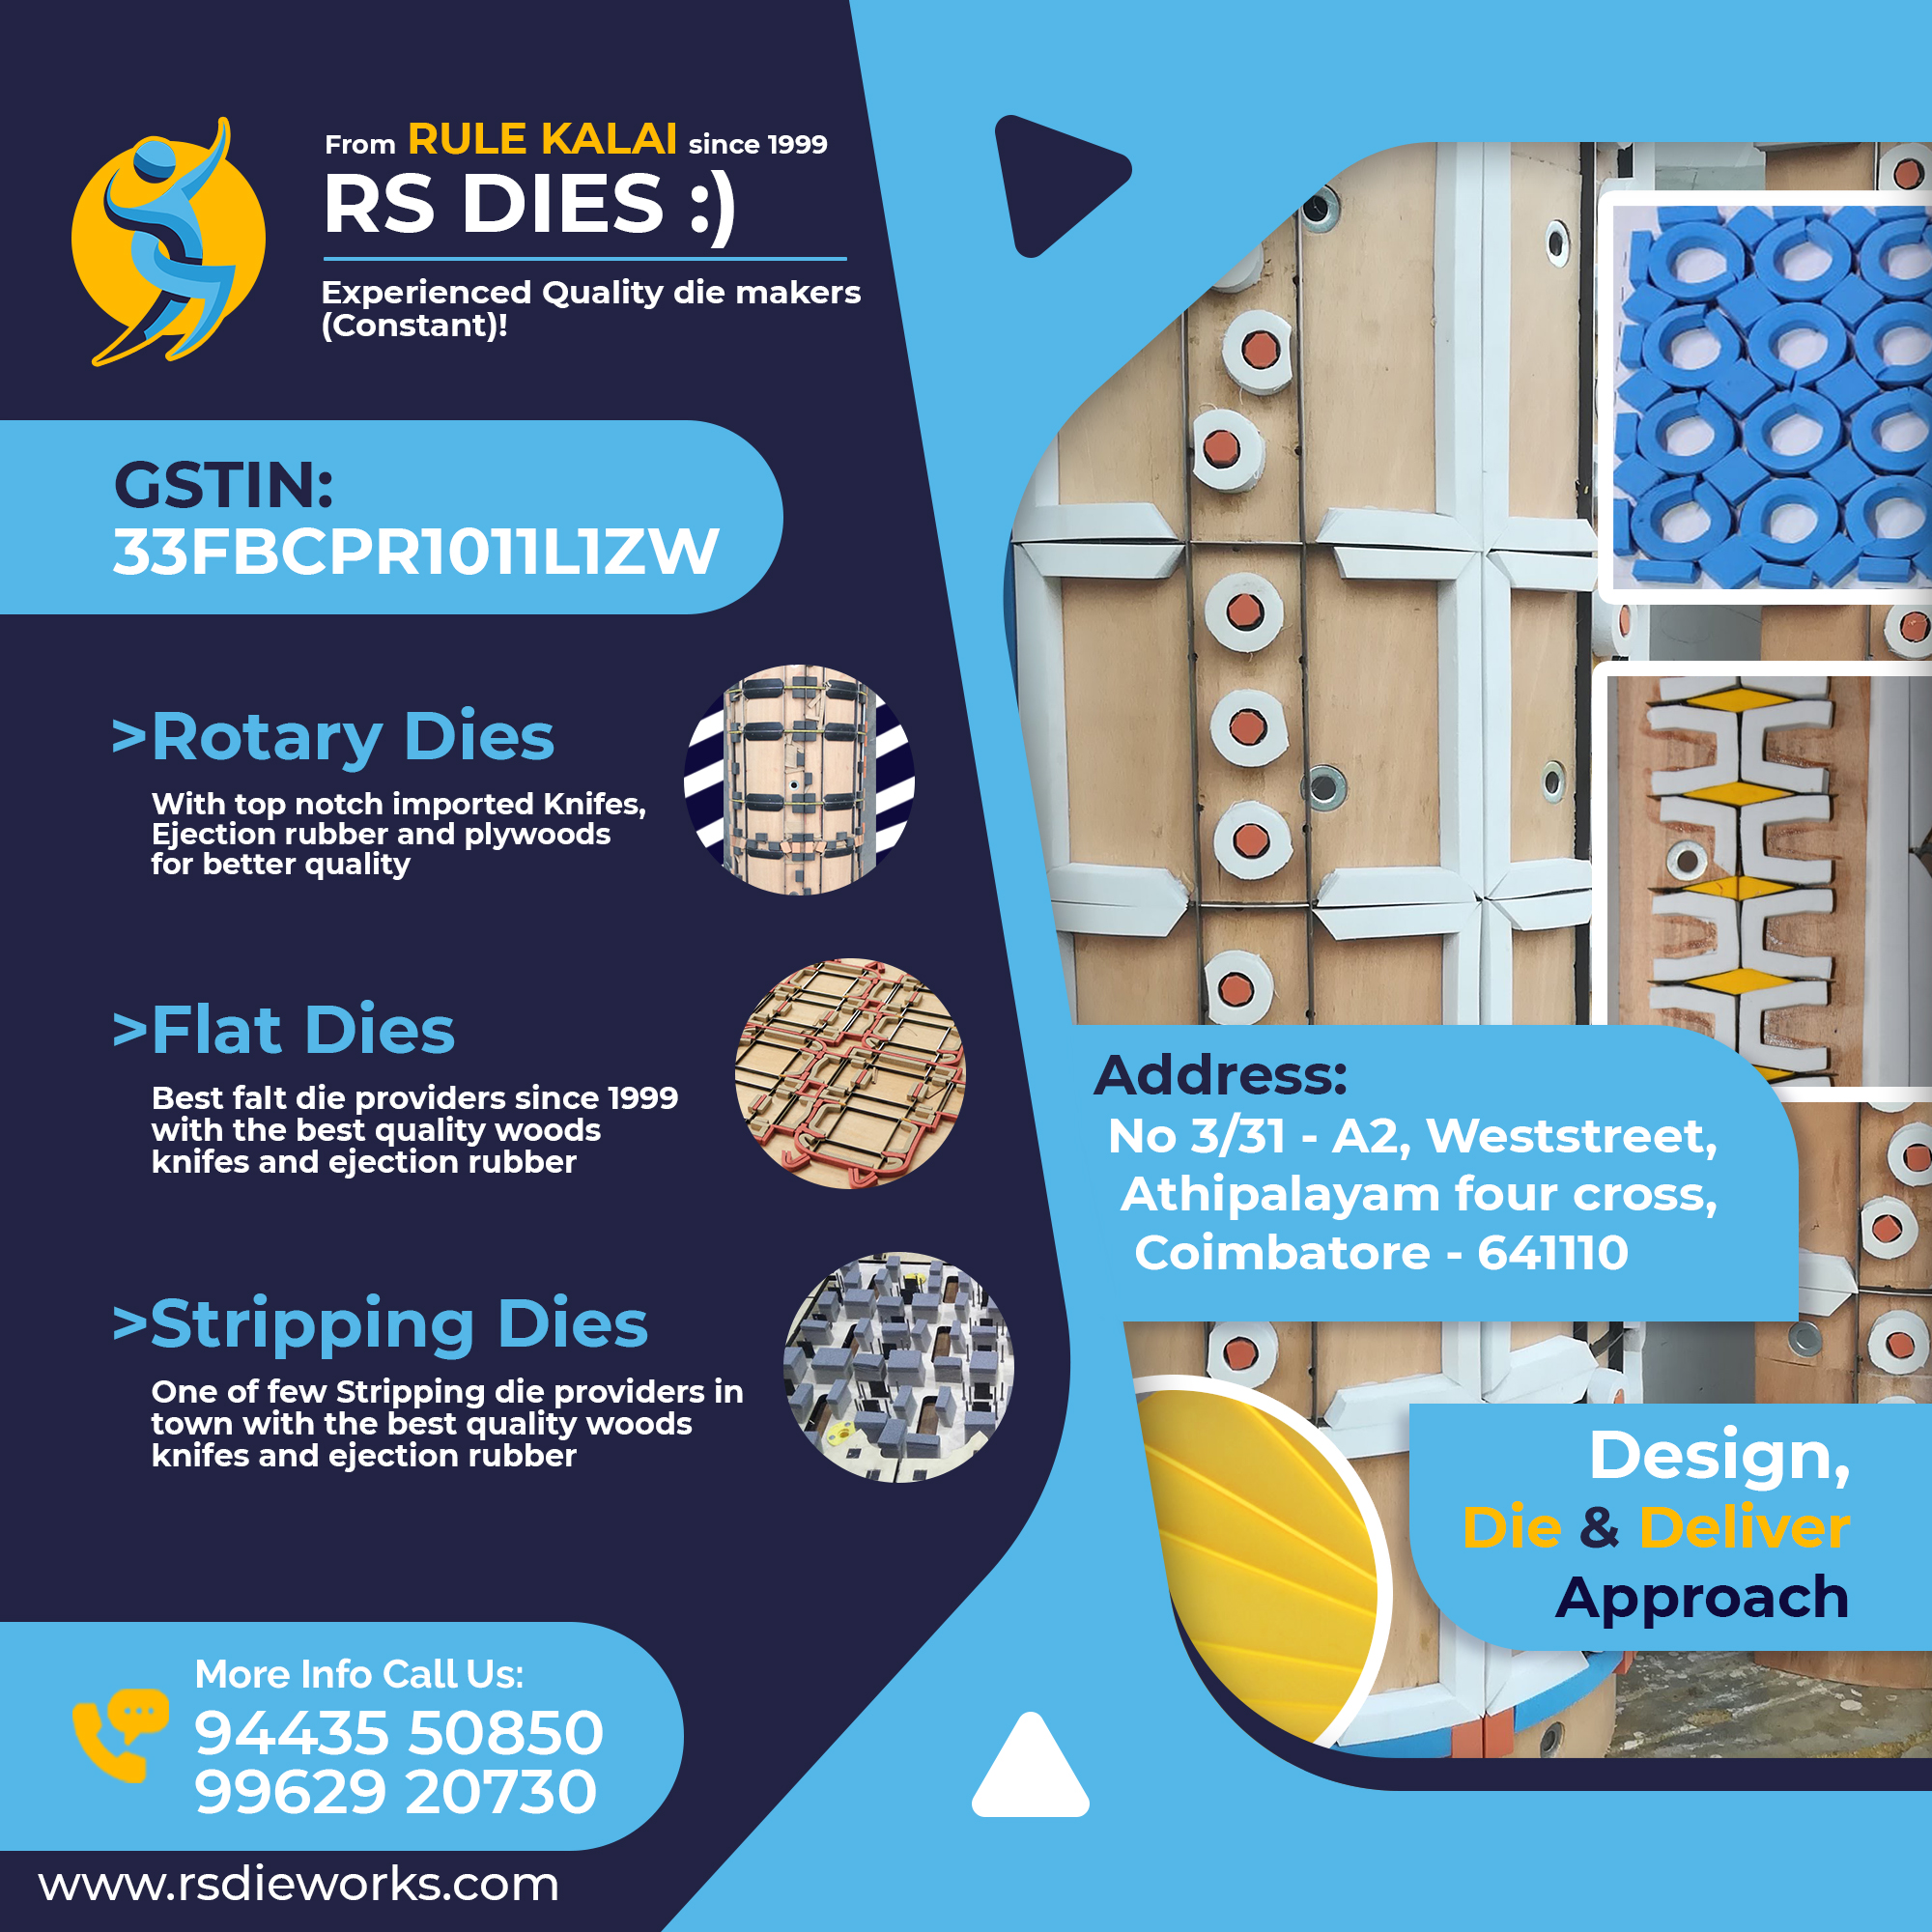 From RULE KALAI since 1999
RS DIES :)
Experienced Quality die makers
(Constant)!
GSTIN:
33FBCPR1011L1ZW
>Rotary Dies
With top notch imported Knifes,
Ejection rubber and plywoods
for better quality
>Flat Dies
Best falt die providers since 1999
with the best quality woods
knifes and ejection rubber
>Stripping Dies
One of few Stripping die providers in
town with the best quality woods
knifes and ejection rubber
More Info Call Us:
94435 50850
99629 20730
www.rsdieworks.com
Address:
No 3/31 - A2, Weststreet,
Athipalayam four cross,
Coimbatore - 641110
Design,
Die & Deliver
Approach